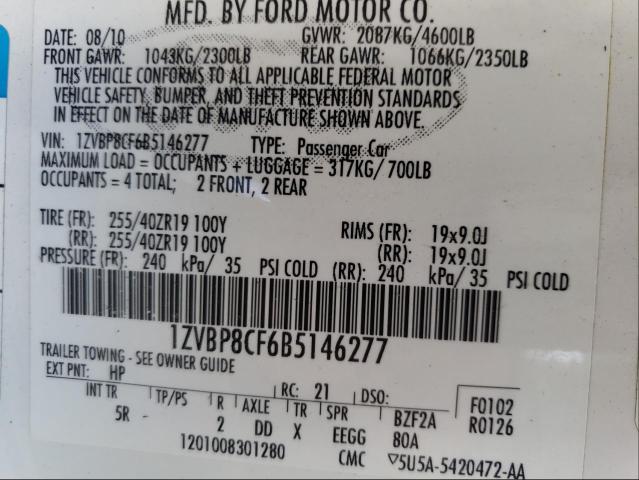 MFD. BY FORD MOTOR CO.
DATE: 08/10 GVWR: 2087KG/4600LB
FRONT GAWR: 1043KG/2300LB REAR GAWR: 1066KG/2350LB
THIS VEHICLE CONFORMS TO ALL APPLICABLE FEDERAL MOTOR
VEHICLE SAFETY, BUMPER, AND THEFT PREVENTION STANDARDS
IN EFFECT ON THE DATE OF MANUFACTURE SHOWN ABOVE.
VIN: 1ZVBP8CF6B5146277 TYPE: Passenger Car
MAXIMUM LOAD = OCCUPANTS + LUGGAGE = 317KG/ 700LB
OCCUPANTS = 4 TOTAL; 2 FRONT, 2 REAR
TIRE (FR): 255/40ZR19 100Y RIMS (FR): 19x9.0J
(RR): 255/40ZR19 100Y (RR): 19x9.0J
PRESSURE (FR): 240 kPa/ 35 PSI COLD (RR): 240 kPa/ 35 PSI COLD
1ZVBP8CF6B5146277
TRAILER TOWING - SEE OWNER GUIDE
EXT PNT: HP RC: 21 DSO: F0102
INT TR TP/PS R AXLE TR SPR BZF2A R0126
5R 2 DD X EEGG 80A
1201008301280 CMC ▽5U5A-5420472-AA